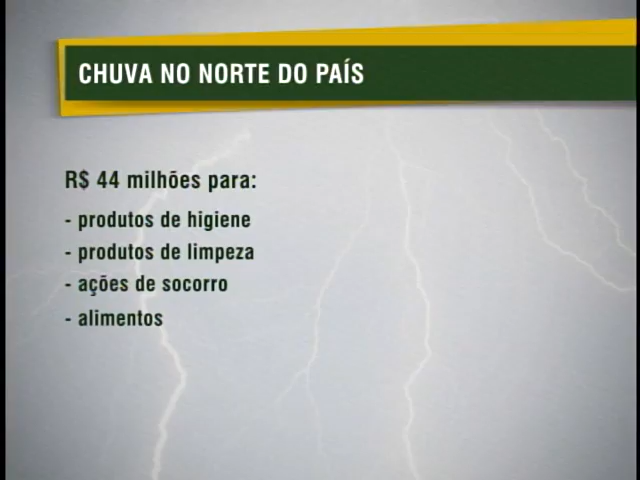 CHUVA NO NORTE DO PAÍS
R$ 44 milhões para:
- produtos de higiene
- produtos de limpeza
- ações de socorro
- alimentos